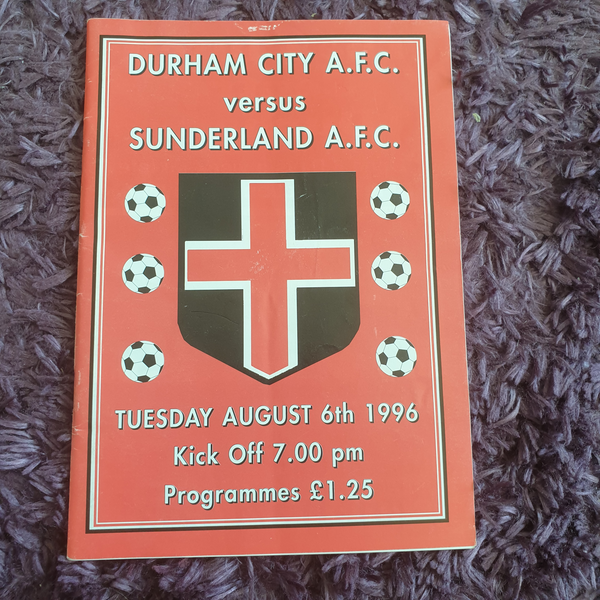 DURHAM CITY A.F.C.
versus
SUNDERLAND A.F.C.
TUESDAY AUGUST 6th 1996
Kick Off 7.00 pm
Programmes £1.25